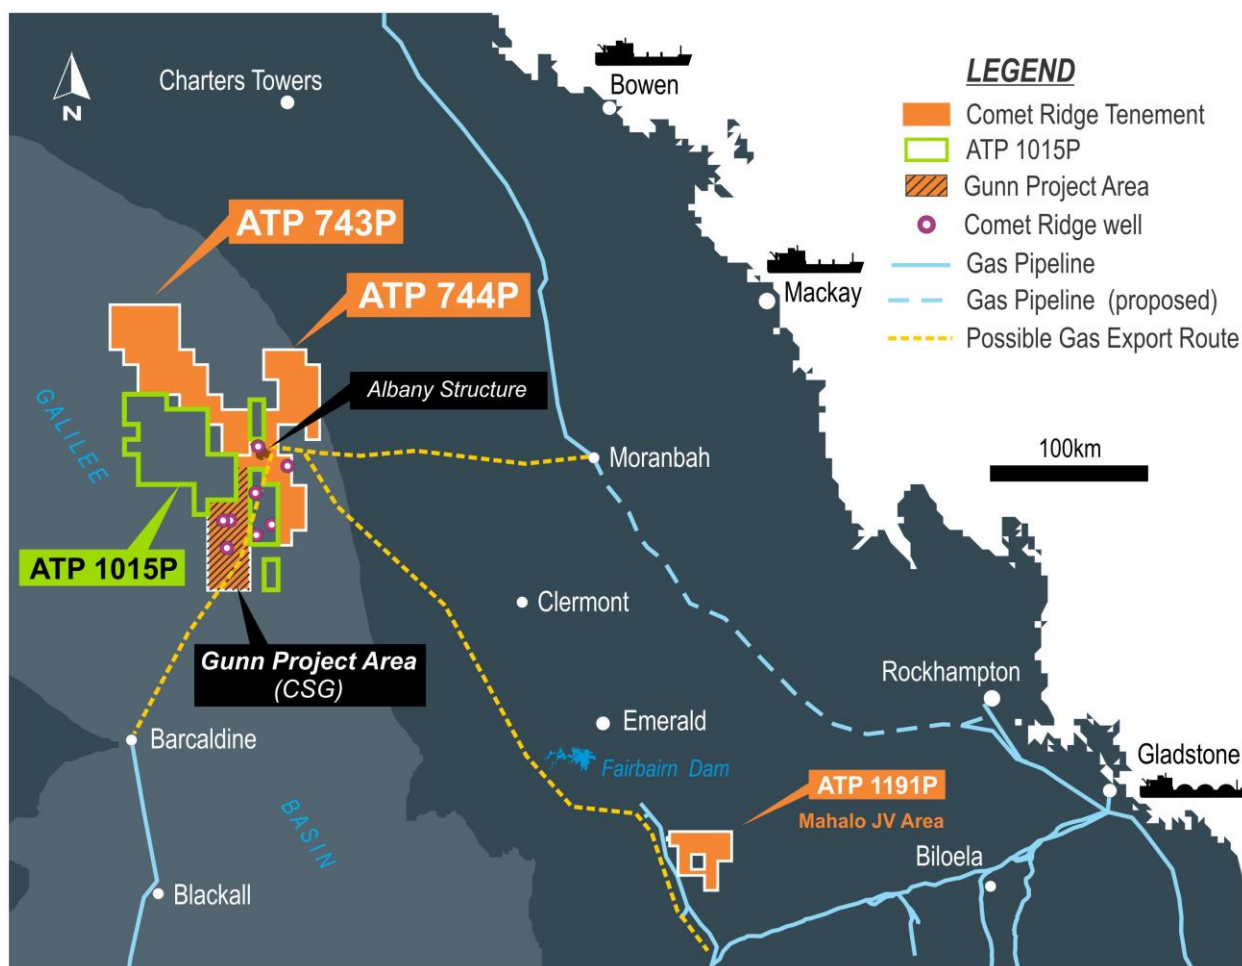 N
Charters Towers
Bowen
Mackay
LEGEND
Comet Ridge Tenement
ATP 1015P
Gunn Project Area
Comet Ridge well
Gas Pipeline
Gas Pipeline (proposed)
Possible Gas Export Route
100km
ATP 743P
ATP 744P
Albany Structure
GALILEE
Moranbah
ATP 1015P
Clermont
Gunn Project Area
(CSG)
Rockhampton
Emerald
Barcaldine
Fairbairn Dam
Gladstone
ATP 1191P
Mahalo JV Area
BASIN
Biloela
Blackall